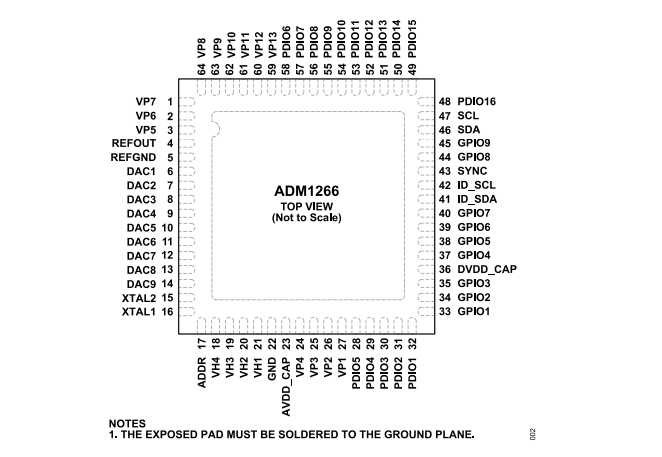 64 VP8
63 VP9
62 VP10
61 VP11
60 VP12
59 VP13
58 PDIO6
57 PDIO7
56 PDIO8
55 PDIO9
54 PDIO10
53 PDIO11
52 PDIO12
51 PDIO13
50 PDIO14
49 PDIO15
VP7 1
VP6 2
VP5 3
REFOUT 4
REFGND 5
DAC1 6
DAC2 7
DAC3 8
DAC4 9
DAC5 10
DAC6 11
DAC7 12
DAC8 13
DAC9 14
XTAL2 15
XTAL1 16
ADM1266
TOP VIEW
(Not to Scale)
48 PDIO16
47 SCL
46 SDA
45 GPIO9
44 GPIO8
43 SYNC
42 ID_SCL
41 ID_SDA
40 GPIO7
39 GPIO6
38 GPIO5
37 GPIO4
36 DVDD_CAP
35 GPIO3
34 GPIO2
33 GPIO1
ADDR 17
VH4 18
VH3 19
VH2 20
VH1 21
GND 22
AVDD_CAP 23
VP4 24
VP3 25
VP2 26
VP1 27
PDIO5 28
PDIO4 29
PDIO3 30
PDIO2 31
PDIO1 32
NOTES
1. THE EXPOSED PAD MUST BE SOLDERED TO THE GROUND PLANE.
002